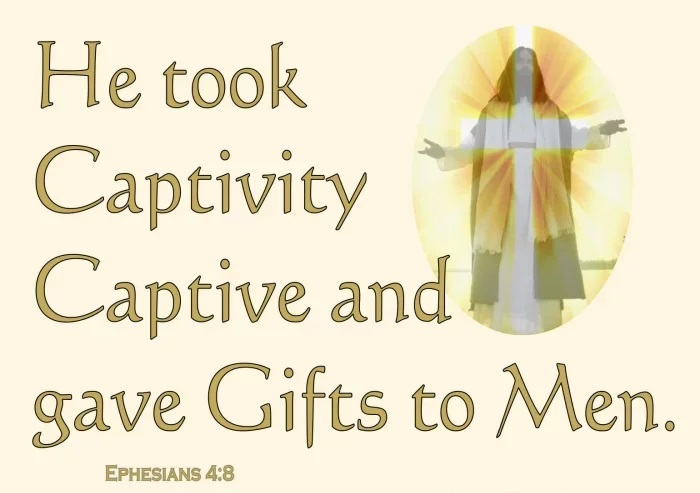 He took
Captivity
Captive and
gave Gifts to Men.
Ephesians 4:8